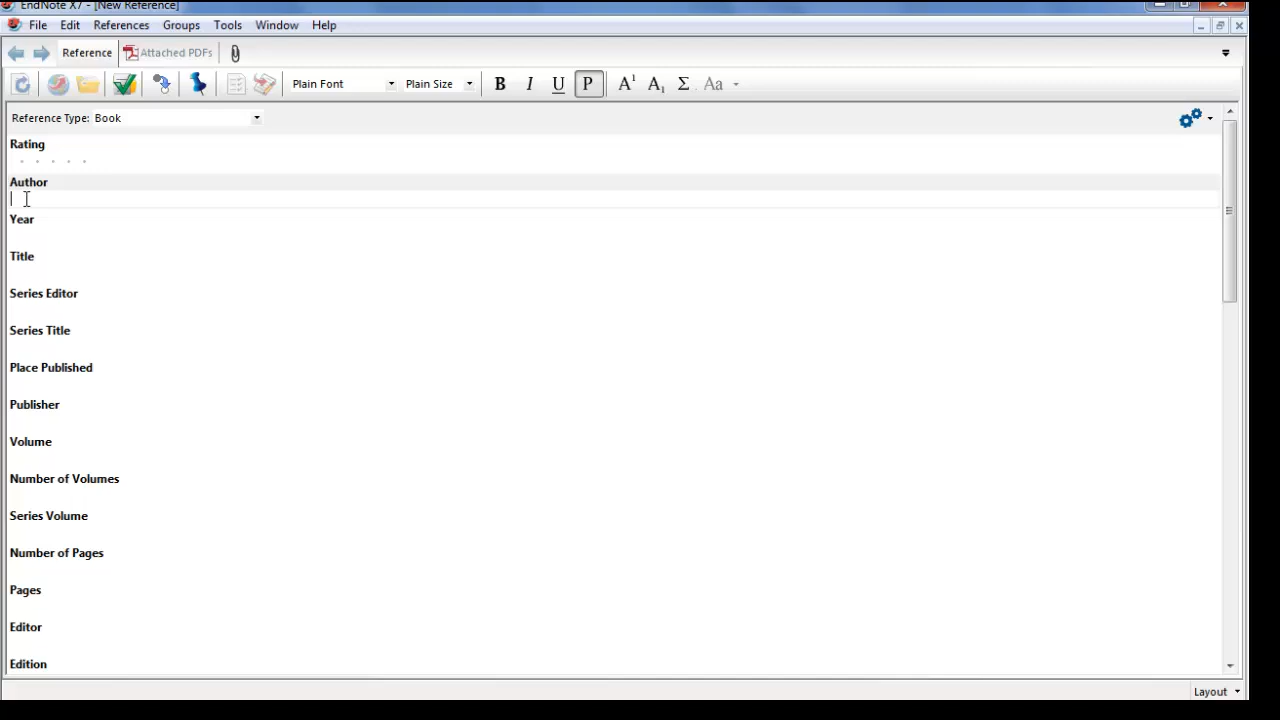 EndNote X7 - [New Reference]
File Edit References Groups Tools Window Help
Reference Attached PDFs
Plain Font Plain Size B I U P A¹ A₁ Σ Aa
Reference Type: Book
Rating
Author
Year
Title
Series Editor
Series Title
Place Published
Publisher
Volume
Number of Volumes
Series Volume
Number of Pages
Pages
Editor
Edition
Layout